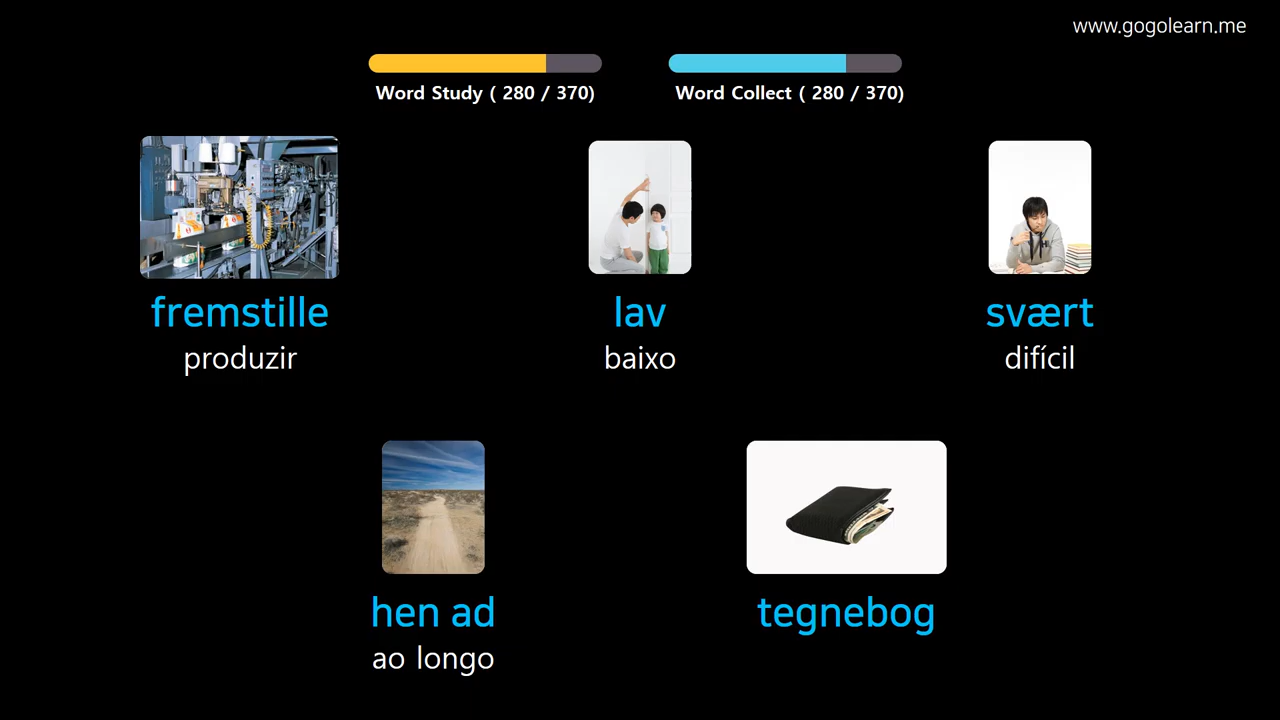 www.gogolearn.me
Word Study ( 280 / 370)
Word Collect ( 280 / 370)
fremstille
produzir
lav
baixo
svært
difícil
hen ad
ao longo
tegnebog